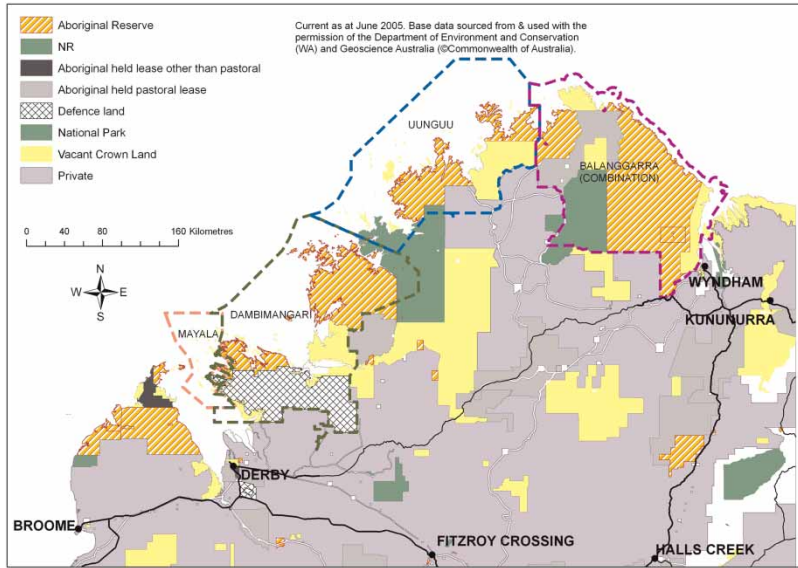 Current as at June 2005. Base data sourced from & used with the
permission of the Department of Environment and Conservation
(WA) and Geoscience Australia (©Commonwealth of Australia).
Aboriginal Reserve
NR
Aboriginal held lease other than pastoral
Aboriginal held pastoral lease
Defence land
National Park
Vacant Crown Land
Private
UUNGUU
BALANGGARRA
(COMBINATION)
0 40 80 160 Kilometres
N
W E
S
WYNDHAM
KUNUNURRA
DAMBIMANGARI
MAYALA
DERBY
BROOME
FITZROY CROSSING
HALLS CREEK